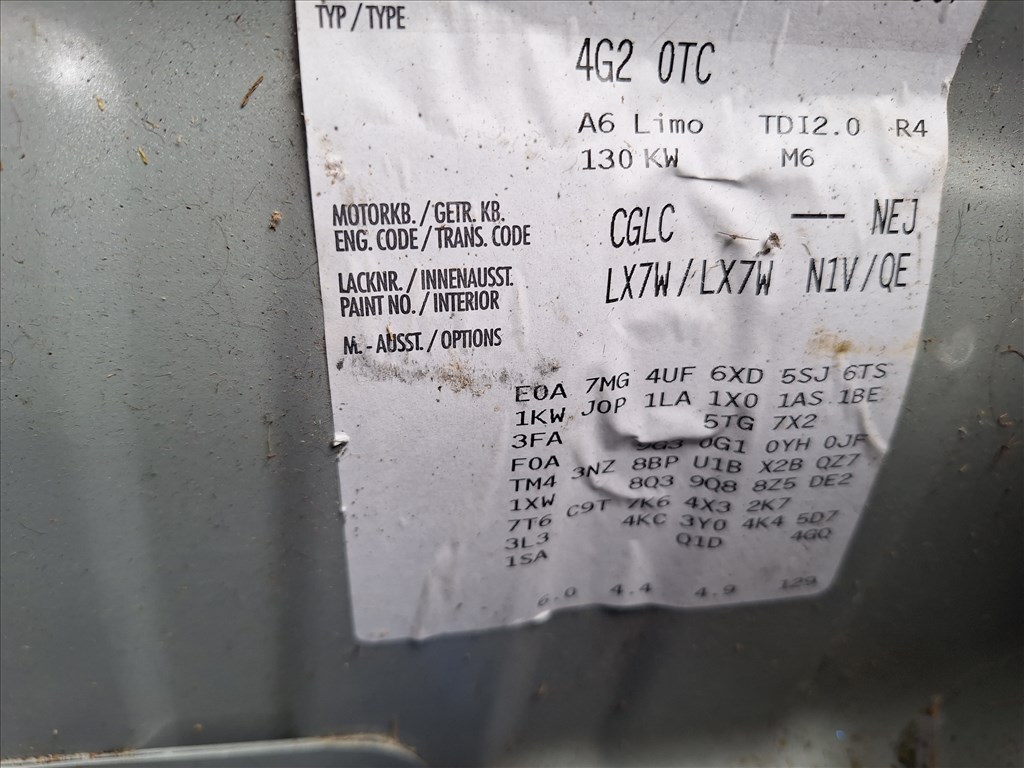 TYP / TYPE
4G2 0TC
A6 Limo TDI2.0 R4
130 KW M6
MOTORKB. / GETR. KB.
ENG. CODE / TRANS. CODE
CGLC --- NEJ
LACKNR. / INNENAUSST.
PAINT NO. / INTERIOR
LX7W / LX7W N1V / QE
M. - AUSST. / OPTIONS
E0A 7MG 4UF 6XD 5SJ 6TS
1KW J0P 1LA 1X0 1AS 1BE
3FA 5TG 7X2
F0A 9G3 0G1 0YH 0JF
TM4 3NZ 8BP U1B X2B QZ7
1XW 8Q3 9Q8 8Z5 DE2
7T6 C9T 7K6 4X3 2K7
3L3 4KC 3Y0 4K4 5D7
1SA Q1D 4GQ
6.0 4.4 4.9 129